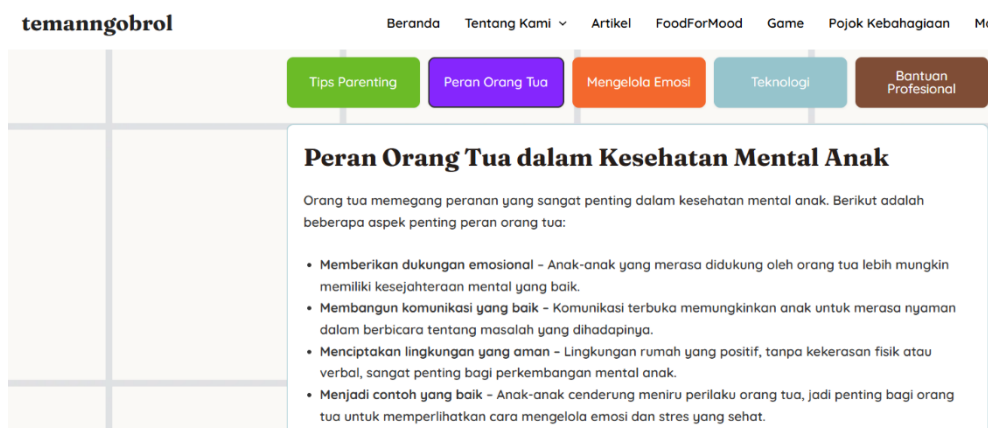 temanngobrol
Beranda Tentang Kami Artikel FoodForMood Game Pojok Kebahagiaan
Tips Parenting Peran Orang Tua Mengelola Emosi Teknologi Bantuan
Profesional
Peran Orang Tua dalam Kesehatan Mental Anak
Orang tua memegang peranan yang sangat penting dalam kesehatan mental anak. Berikut adalah
beberapa aspek penting peran orang tua:
• Memberikan dukungan emosional – Anak-anak yang merasa didukung oleh orang tua lebih mungkin
memiliki kesejahteraan mental yang baik.
• Membangun komunikasi yang baik – Komunikasi terbuka memungkinkan anak untuk merasa nyaman
dalam berbicara tentang masalah yang dihadapinya.
• Menciptakan lingkungan yang aman – Lingkungan rumah yang positif, tanpa kekerasan fisik atau
verbal, sangat penting bagi perkembangan mental anak.
• Menjadi contoh yang baik – Anak-anak cenderung meniru perilaku orang tua, jadi penting bagi orang
tua untuk memperlihatkan cara mengelola emosi dan stres yang sehat.